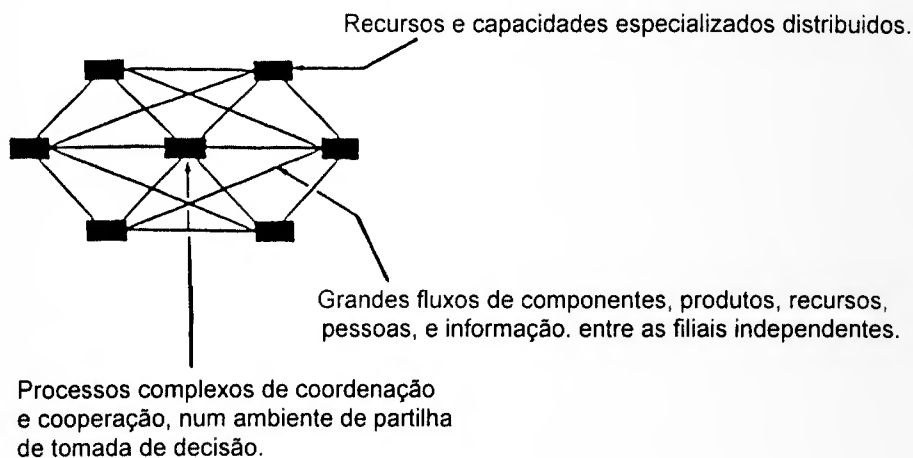 Recursos e capacidades especializados distribuidos.
Grandes fluxos de componentes, produtos, recursos,
pessoas, e informação. entre as filiais independentes.
Processos complexos de coordenação
e cooperação, num ambiente de partilha
de tomada de decisão.